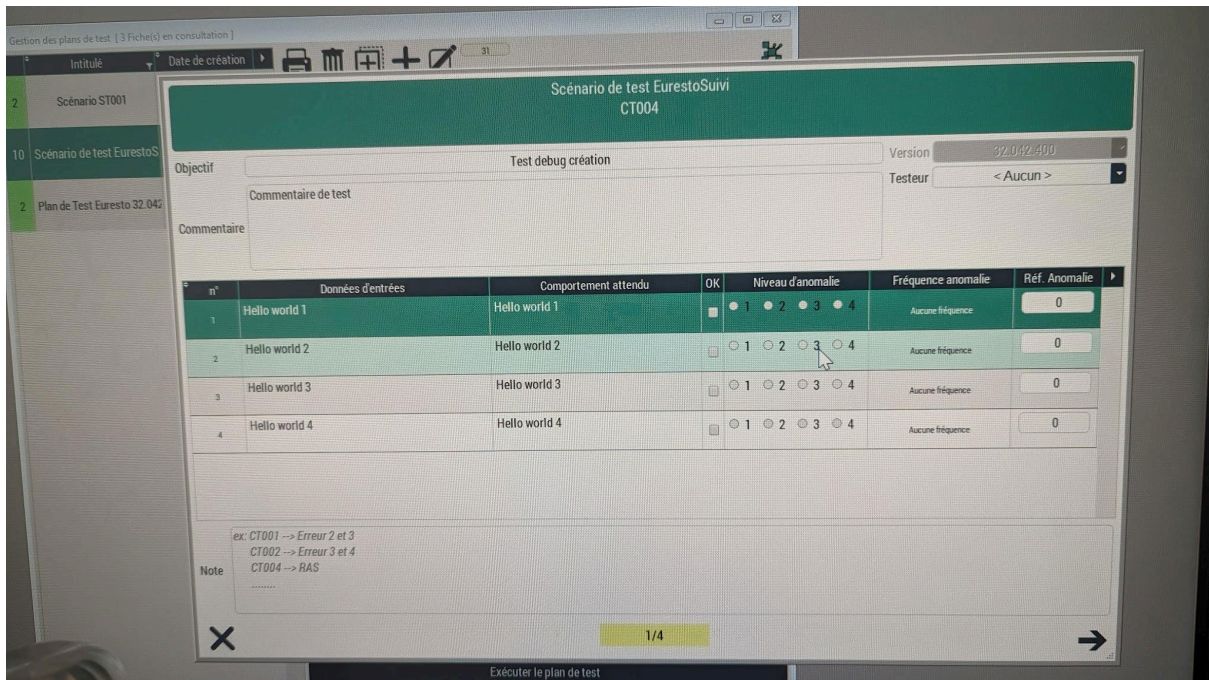 Gestion des plans de test [ 3 Fiche(s) en consultation ]
Intitulé
Date de création
31
2
Scénario ST001
10
Scénario de test EurestoS
2
Plan de Test Euresto 32.042
Scénario de test EurestoSuivi
CT004
Objectif
Test debug création
Version
32.042.400
Testeur
< Aucun >
Commentaire
Commentaire de test
n° Données d'entrées Comportement attendu OK Niveau d'anomalie Fréquence anomalie Réf. Anomalie
1 Hello world 1 Hello world 1 1 2 3 4 Aucune fréquence 0
2 Hello world 2 Hello world 2 1 2 3 4 Aucune fréquence 0
3 Hello world 3 Hello world 3 1 2 3 4 Aucune fréquence 0
4 Hello world 4 Hello world 4 1 2 3 4 Aucune fréquence 0
Note
ex: CT001 --> Erreur 2 et 3
CT002 --> Erreur 3 et 4
CT004 --> RAS
........
1/4
Exécuter le plan de test